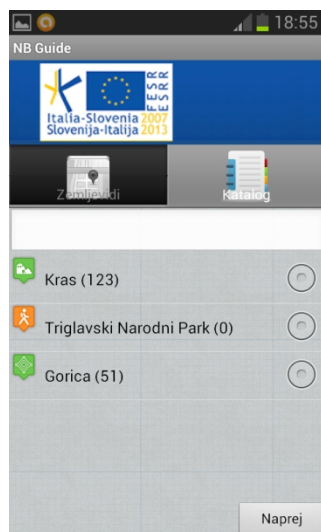 18:55
NB Guide
Italia-Slovenia 2007
Slovenija-Italija 2013
FESR
FESRR
Zemljevidi
Katalog
Kras (123)
Triglavski Narodni Park (0)
Gorica (51)
Naprej